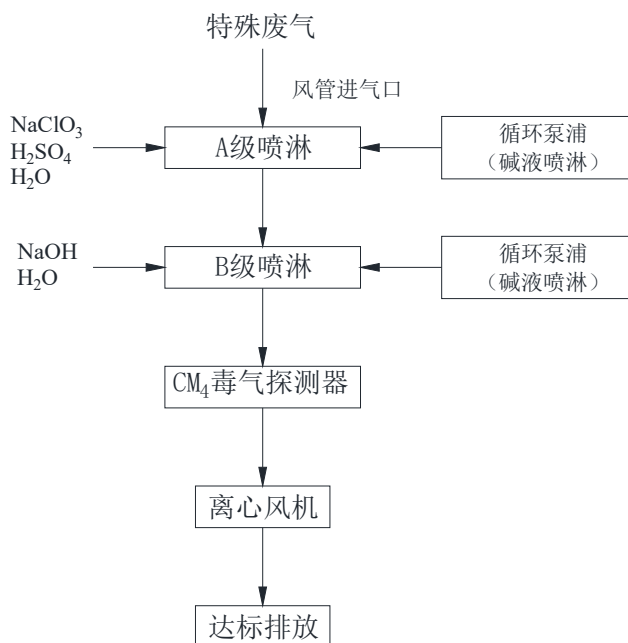 特殊废气
风管进气口
NaClO₃
H₂SO₄
H₂O
A级喷淋
循环泵浦
（碱液喷淋）
NaOH
H₂O
B级喷淋
循环泵浦
（碱液喷淋）
CM₄毒气探测器
离心风机
达标排放